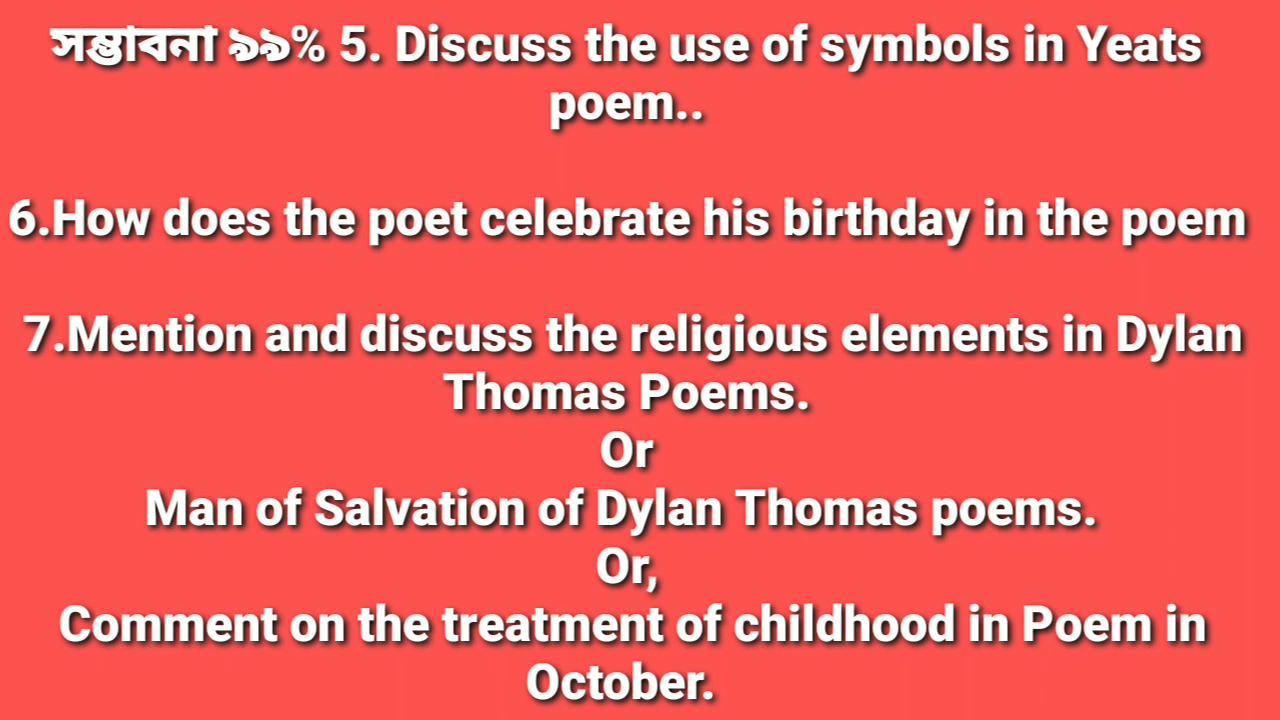 সম্ভাবনা ৯৯% 5. Discuss the use of symbols in Yeats
poem..
6.How does the poet celebrate his birthday in the poem
7.Mention and discuss the religious elements in Dylan
Thomas Poems.
Or
Man of Salvation of Dylan Thomas poems.
Or,
Comment on the treatment of childhood in Poem in
October.